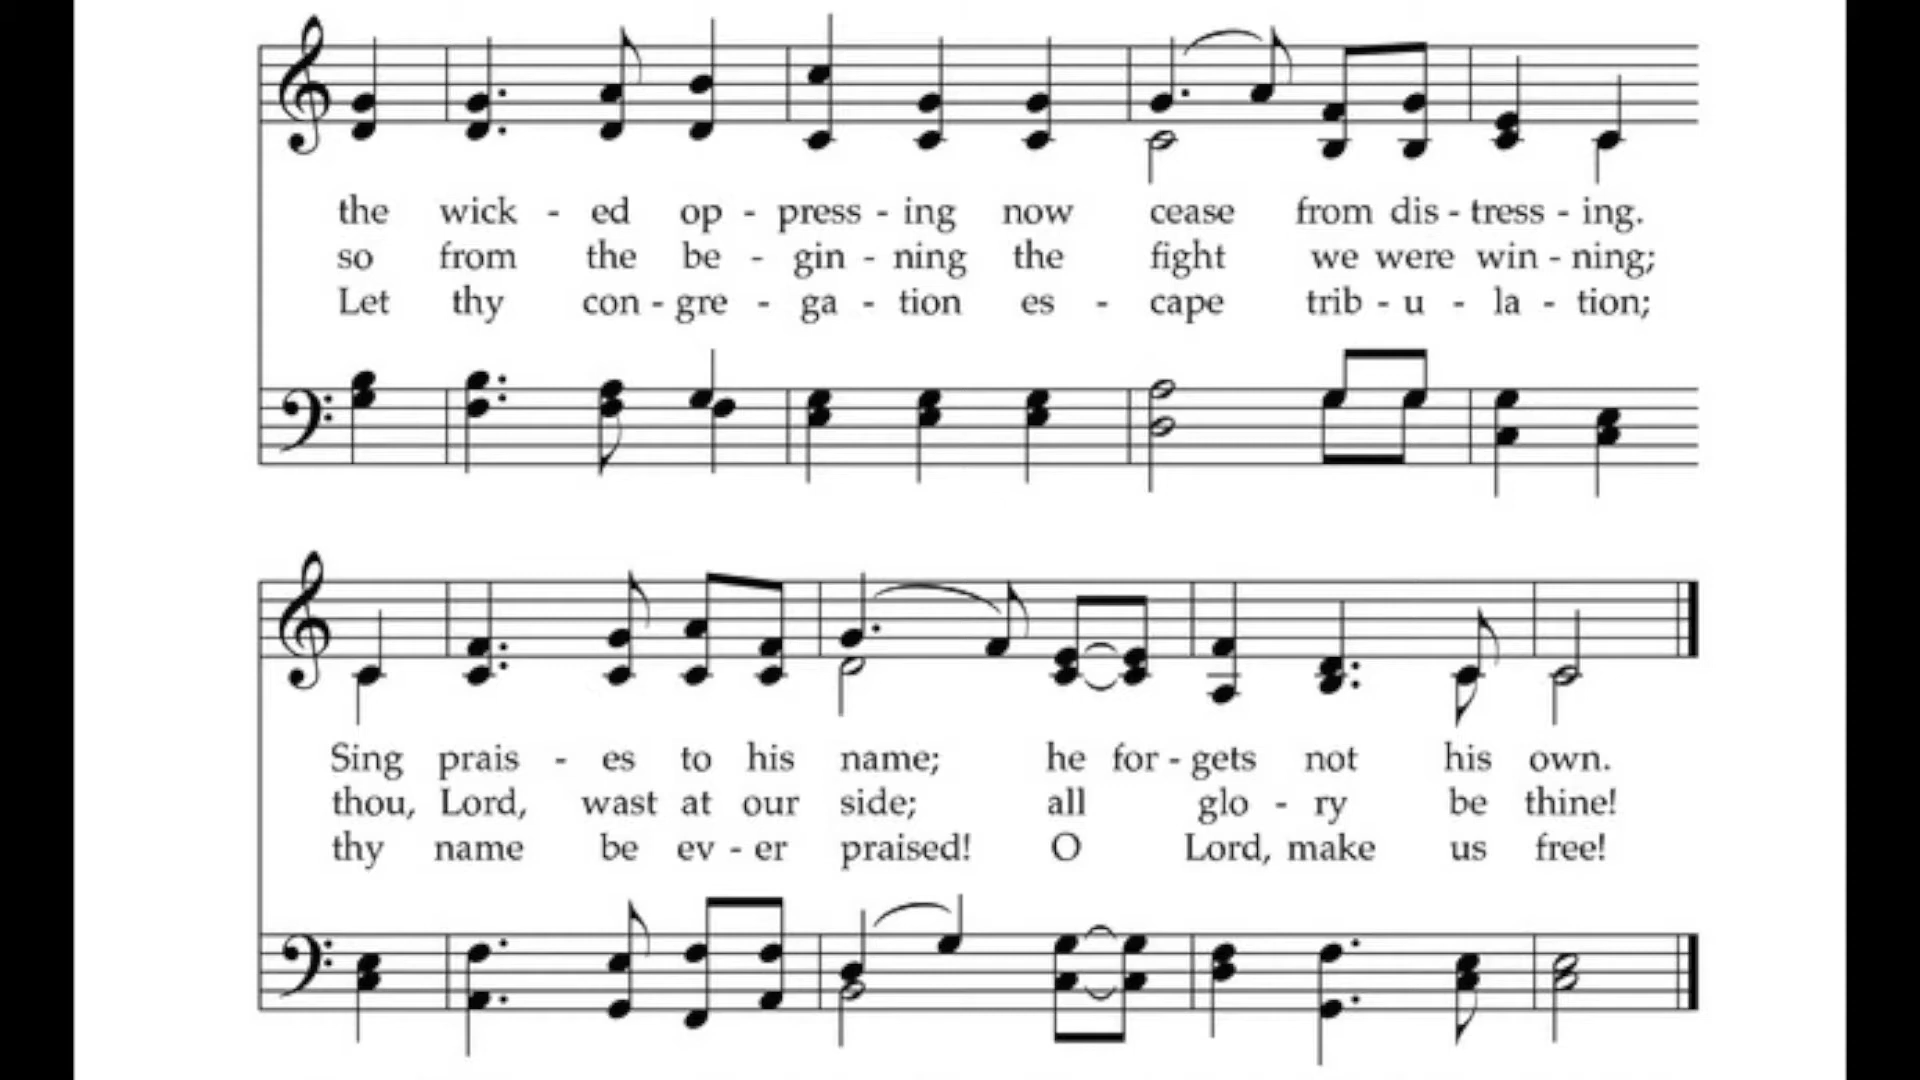 the wick - ed op - press - ing now cease from dis - tress - ing.
so from the be - gin - ning the fight we were win - ning;
Let thy con - gre - ga - tion es - cape trib - u - la - tion;
Sing prais - es to his name; he for - gets not his own.
thou, Lord, wast at our side; all glo - ry be thine!
thy name be ev - er praised! O Lord, make us free!